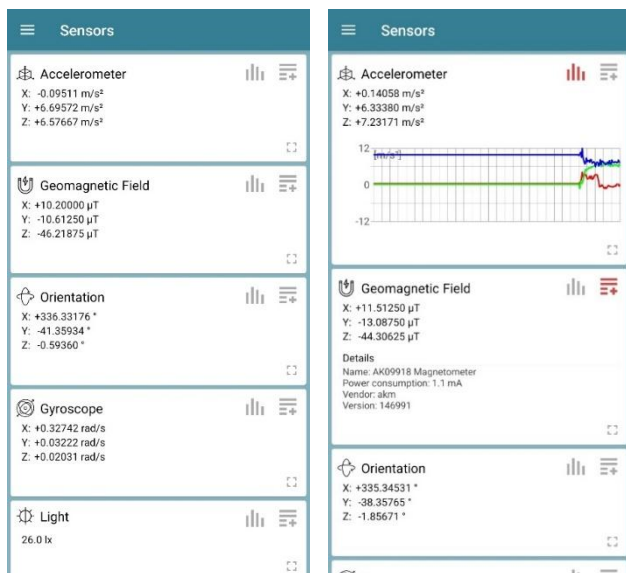 Sensors
Accelerometer
X: -0.09511 m/s²
Y: +6.69572 m/s²
Z: +6.57667 m/s²
Geomagnetic Field
X: +10.20000 μT
Y: -10.61250 μT
Z: -46.21875 μT
Orientation
X: +336.33176 °
Y: -41.35934 °
Z: -0.59360 °
Gyroscope
X: +0.32742 rad/s
Y: +0.03222 rad/s
Z: +0.02031 rad/s
Light
26.0 lx
Sensors
Accelerometer
X: +0.14058 m/s²
Y: +6.33380 m/s²
Z: +7.23171 m/s²
12 [m/s²]
0
-12
Geomagnetic Field
X: +11.51250 μT
Y: -13.08750 μT
Z: -44.30625 μT
Details
Name: AK09918 Magnetometer
Power consumption: 1.1 mA
Vendor: akm
Version: 146991
Orientation
X: +335.34531 °
Y: -38.35765 °
Z: -1.85671 °